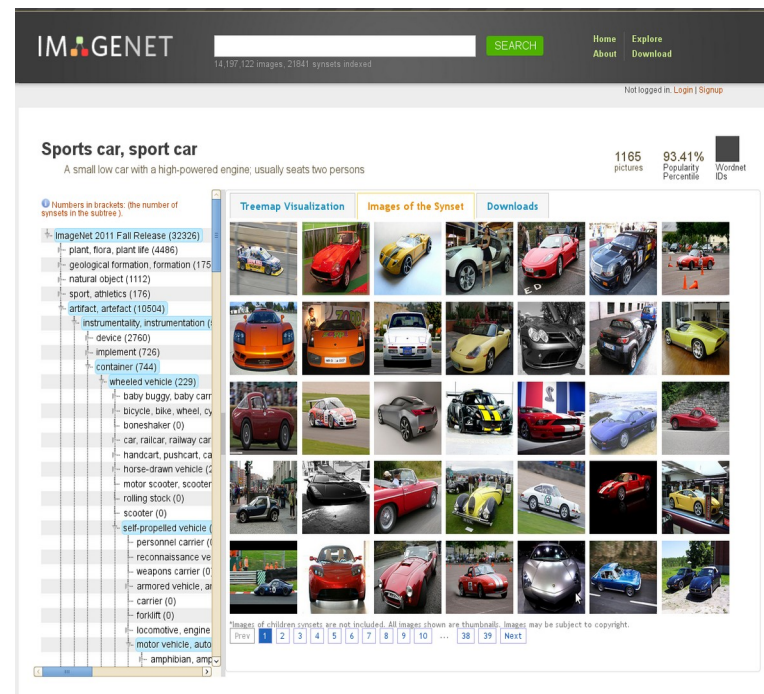 IMAGENET
SEARCH
14,197,122 images, 21841 synsets indexed
Home
Explore
About
Download
Not logged in. Login | Signup
Sports car, sport car
A small low car with a high-powered engine; usually seats two persons
1165
pictures
93.41%
Popularity
Percentile
Wordnet
IDs
Numbers in brackets: (the number of
synsets in the subtree ).
ImageNet 2011 Fall Release (32326)
plant, flora, plant life (4486)
geological formation, formation (175
natural object (1112)
sport, athletics (176)
artifact, artefact (10504)
instrumentality, instrumentation (
device (2760)
implement (726)
container (744)
wheeled vehicle (229)
baby buggy, baby carr
bicycle, bike, wheel, cy
boneshaker (0)
car, railcar, railway car
handcart, pushcart, ca
horse-drawn vehicle (2
motor scooter, scooter
rolling stock (0)
scooter (0)
self-propelled vehicle (
personnel carrier (
reconnaissance ve
weapons carrier (0)
armored vehicle, ar
carrier (0)
forklift (0)
locomotive, engine
motor vehicle, auto
amphibian, amp
Treemap Visualization
Images of the Synset
Downloads
E D
*Images of children synsets are not included. All images shown are thumbnails. Images may be subject to copyright.
Prev 1 2 3 4 5 6 7 8 9 10 ... 38 39 Next